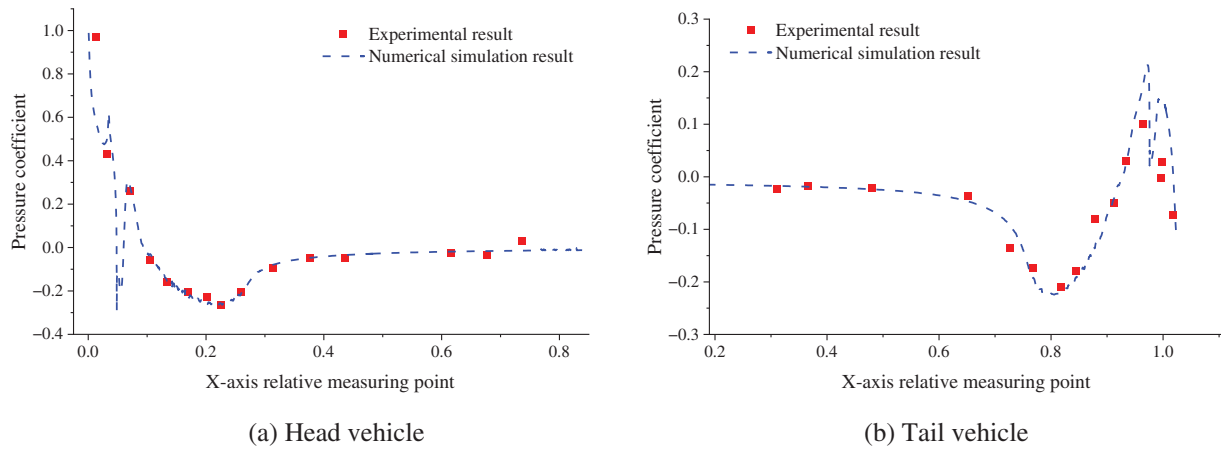 1.0
0.8
0.6
0.4
0.2
0.0
−0.2
−0.4
Pressure coefficient
Experimental result
Numerical simulation result
0.0 0.2 0.4 0.6 0.8
X-axis relative measuring point
(a) Head vehicle
0.3
0.2
0.1
0.0
−0.1
−0.2
−0.3
Pressure coefficient
Experimental result
Numerical simulation result
0.2 0.4 0.6 0.8 1.0
X-axis relative measuring point
(b) Tail vehicle